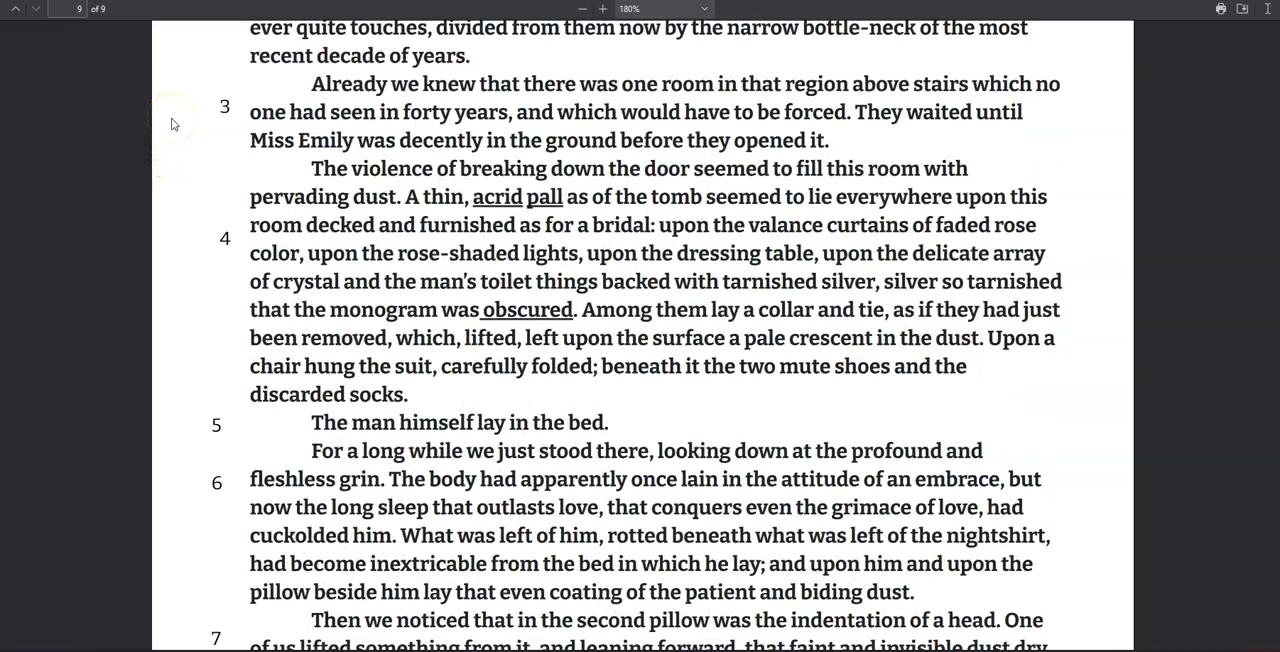 9 of 9
180%
ever quite touches, divided from them now by the narrow bottle-neck of the most
recent decade of years.
Already we knew that there was one room in that region above stairs which no
3
one had seen in forty years, and which would have to be forced. They waited until
Miss Emily was decently in the ground before they opened it.
The violence of breaking down the door seemed to fill this room with
pervading dust. A thin, acrid pall as of the tomb seemed to lie everywhere upon this
room decked and furnished as for a bridal: upon the valance curtains of faded rose
4
color, upon the rose-shaded lights, upon the dressing table, upon the delicate array
of crystal and the man's toilet things backed with tarnished silver, silver so tarnished
that the monogram was obscured. Among them lay a collar and tie, as if they had just
been removed, which, lifted, left upon the surface a pale crescent in the dust. Upon a
chair hung the suit, carefully folded; beneath it the two mute shoes and the
discarded socks.
5
The man himself lay in the bed.
For a long while we just stood there, looking down at the profound and
6
fleshless grin. The body had apparently once lain in the attitude of an embrace, but
now the long sleep that outlasts love, that conquers even the grimace of love, had
cuckolded him. What was left of him, rotted beneath what was left of the nightshirt,
had become inextricable from the bed in which he lay; and upon him and upon the
pillow beside him lay that even coating of the patient and biding dust.
Then we noticed that in the second pillow was the indentation of a head. One
7
of us lifted something from it, and leaning forward, that faint and invisible dust dry